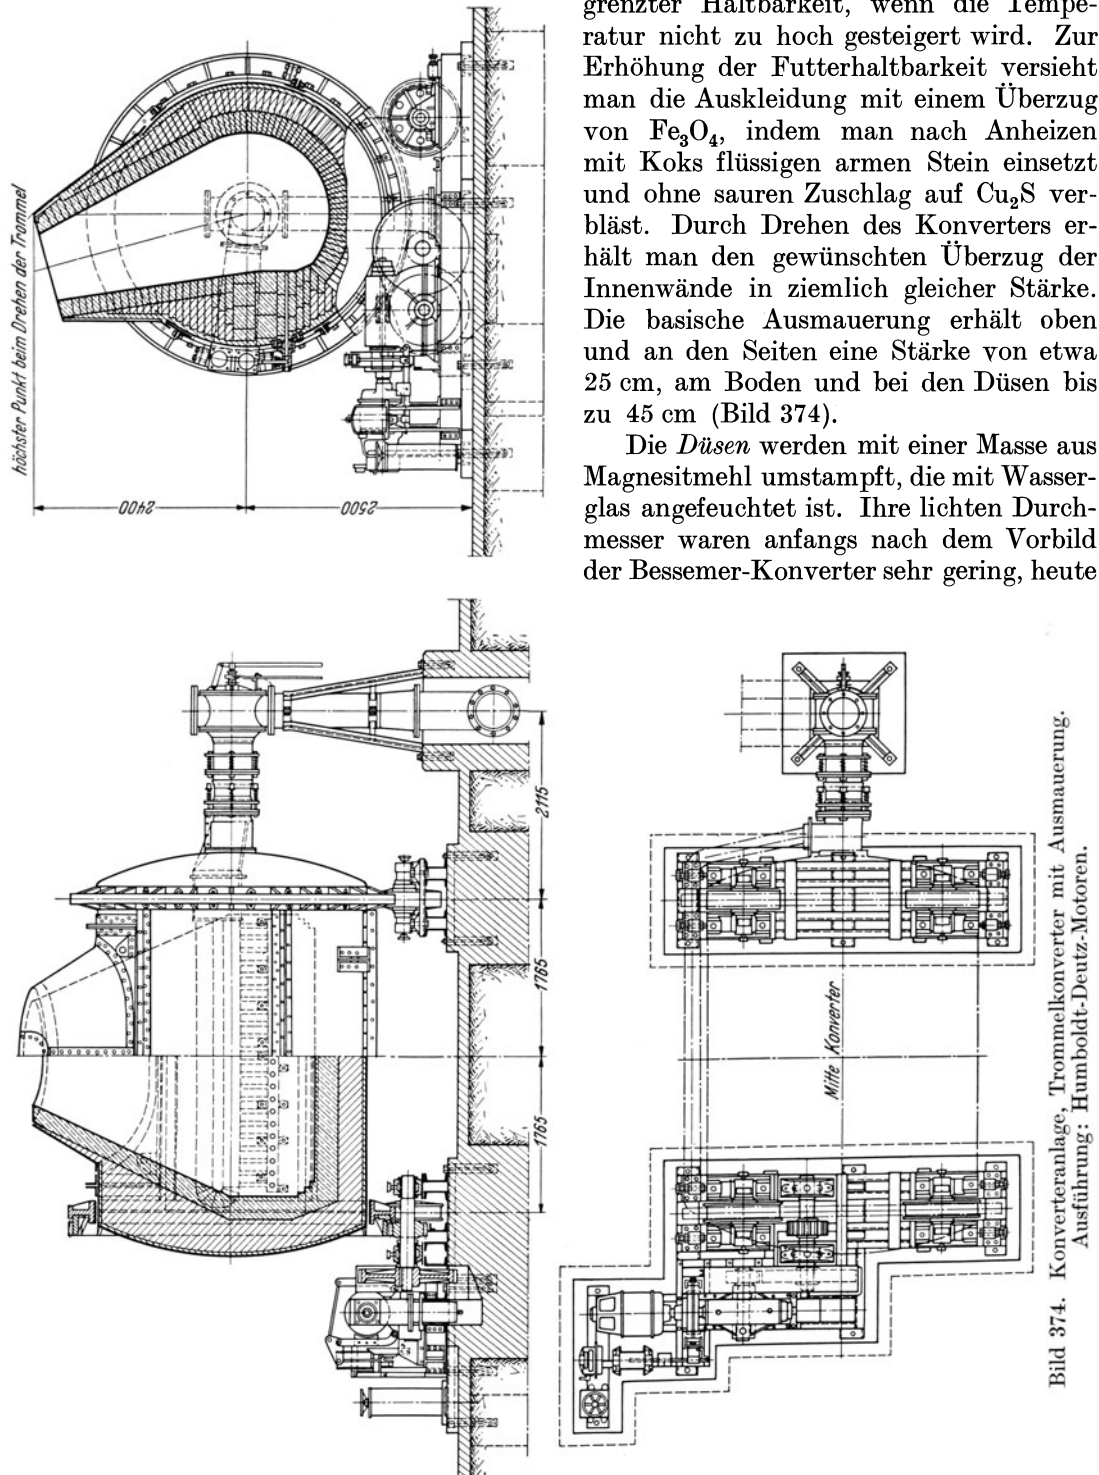 grenzter Haltbarkeit, wenn die Tempe-
ratur nicht zu hoch gesteigert wird. Zur
Erhöhung der Futterhaltbarkeit versieht
man die Auskleidung mit einem Überzug
von Fe₃O₄, indem man nach Anheizen
mit Koks flüssigen armen Stein einsetzt
und ohne sauren Zuschlag auf Cu₂S ver-
bläst. Durch Drehen des Konverters er-
hält man den gewünschten Überzug der
Innenwände in ziemlich gleicher Stärke.
Die basische Ausmauerung erhält oben
und an den Seiten eine Stärke von etwa
25 cm, am Boden und bei den Düsen bis
zu 45 cm (Bild 374).
Die Düsen werden mit einer Masse aus
Magnesitmehl umstampft, die mit Wasser-
glas angefeuchtet ist. Ihre lichten Durch-
messer waren anfangs nach dem Vorbild
der Bessemer-Konverter sehr gering, heute
höchster Punkt beim Drehen der Trommel
2400
2500
2115
1765
1765
Mitte Konverter
Bild 374. Konverteranlage, Trommelkonverter mit Ausmauerung.
Ausführung: Humboldt-Deutz-Motoren.